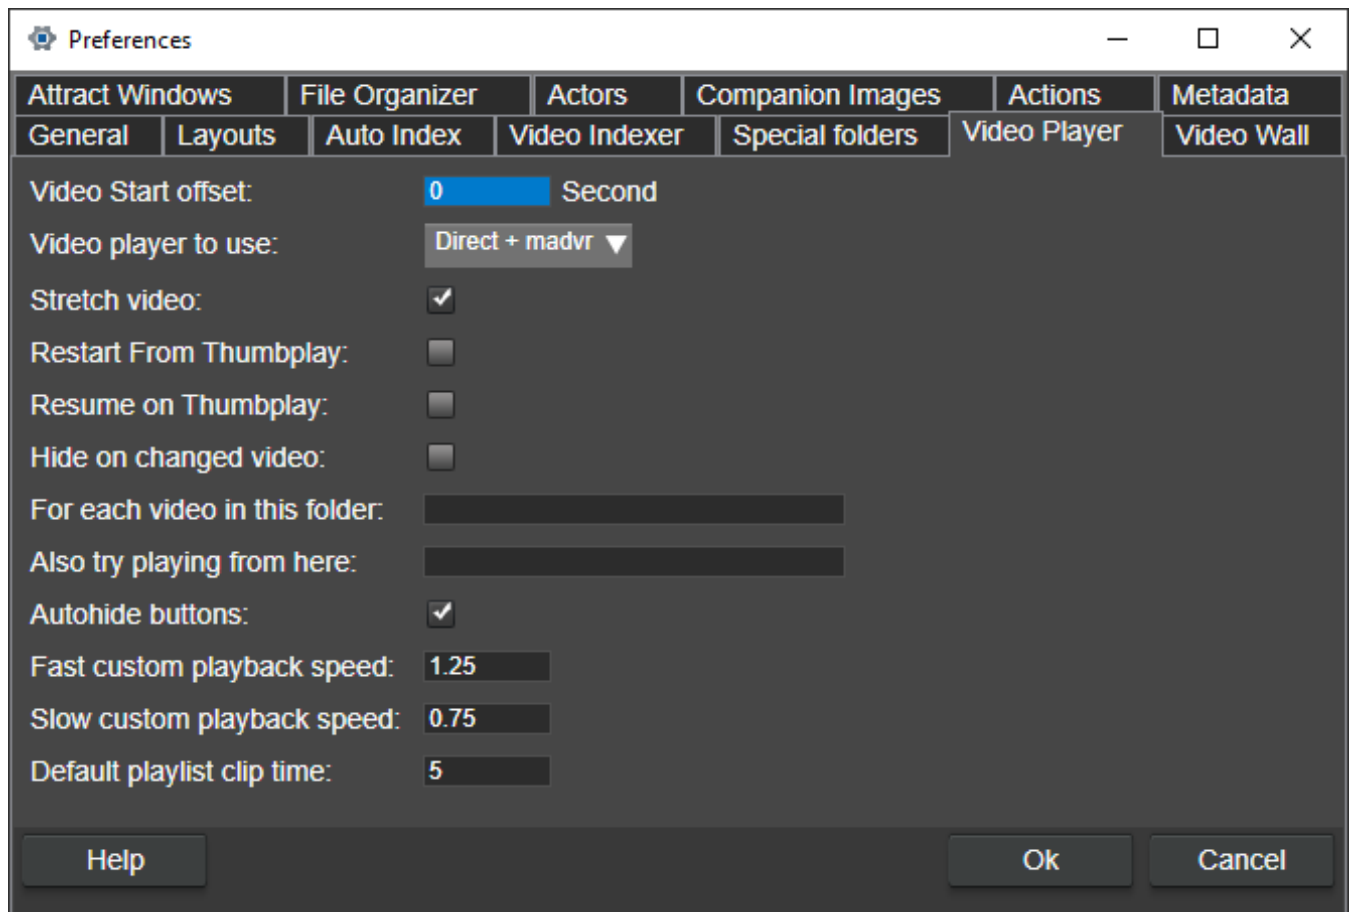 Preferences
Attract Windows File Organizer Actors Companion Images Actions Metadata
General Layouts Auto Index Video Indexer Special folders Video Player Video Wall
Video Start offset: 0 Second
Video player to use: Direct + madvr
Stretch video:
Restart From Thumbplay:
Resume on Thumbplay:
Hide on changed video:
For each video in this folder:
Also try playing from here:
Autohide buttons:
Fast custom playback speed: 1.25
Slow custom playback speed: 0.75
Default playlist clip time: 5
Help Ok Cancel